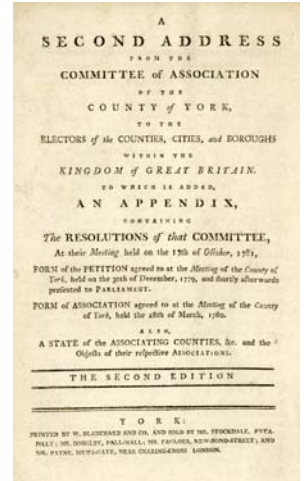 A
SECOND ADDRESS
FROM THE
COMMITTEE of ASSOCIATION
OF THE
COUNTY of YORK,
TO THE
ELECTORS of the COUNTIES, CITIES, and BOROUGHS
WITHIN THE
KINGDOM of GREAT BRITAIN.
TO WHICH IS ADDED,
AN APPENDIX,
CONTAINING
The RESOLUTIONS of that COMMITTEE,
At their Meeting held on the 17th of October, 1781,
FORM of the PETITION agreed to at the Meeting of the County of
York, held on the 30th of December, 1779, and shortly afterwards
presented to PARLIAMENT.
FORM of ASSOCIATION agreed to at the Meeting of the County
of York, held the 28th of March, 1780.
ALSO,
A STATE of the ASSOCIATING COUNTIES, &c. and the
Objects of their respective ASSOCIATIONS.
THE SECOND EDITION
YORK:
PRINTED BY W. BLANCHARD AND CO. AND SOLD BY MR. STOCKDALE, PICCA-
DILLY; MR. DODSLEY, PALL-MALL; MR. FAULDER, NEW-BOND-STREET; AND
MR. PAYNE, MEWS-GATE, NEAR CHARING-CROSS LONDON.